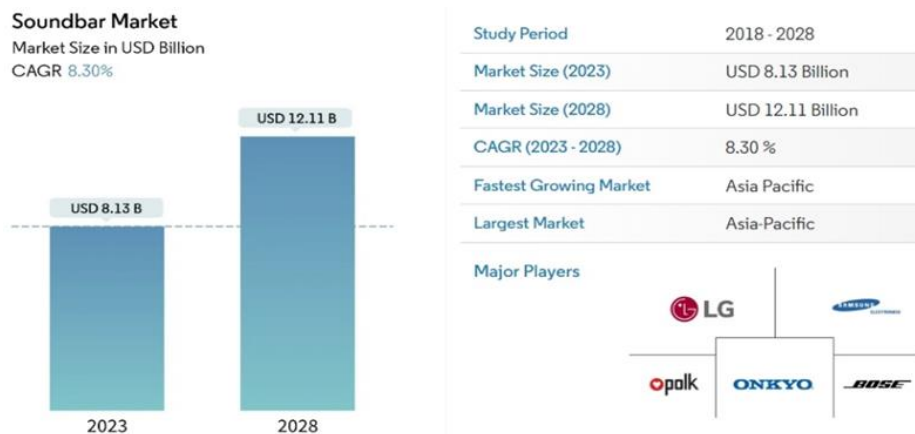 Soundbar Market
Market Size in USD Billion
CAGR 8.30%
USD 12.11 B
USD 8.13 B
2023
2028
Study Period 2018 - 2028
Market Size (2023) USD 8.13 Billion
Market Size (2028) USD 12.11 Billion
CAGR (2023 - 2028) 8.30 %
Fastest Growing Market Asia Pacific
Largest Market Asia-Pacific
Major Players
LG
SAMSUNG
ELECTRONICS
polk
ONKYO
BOSE